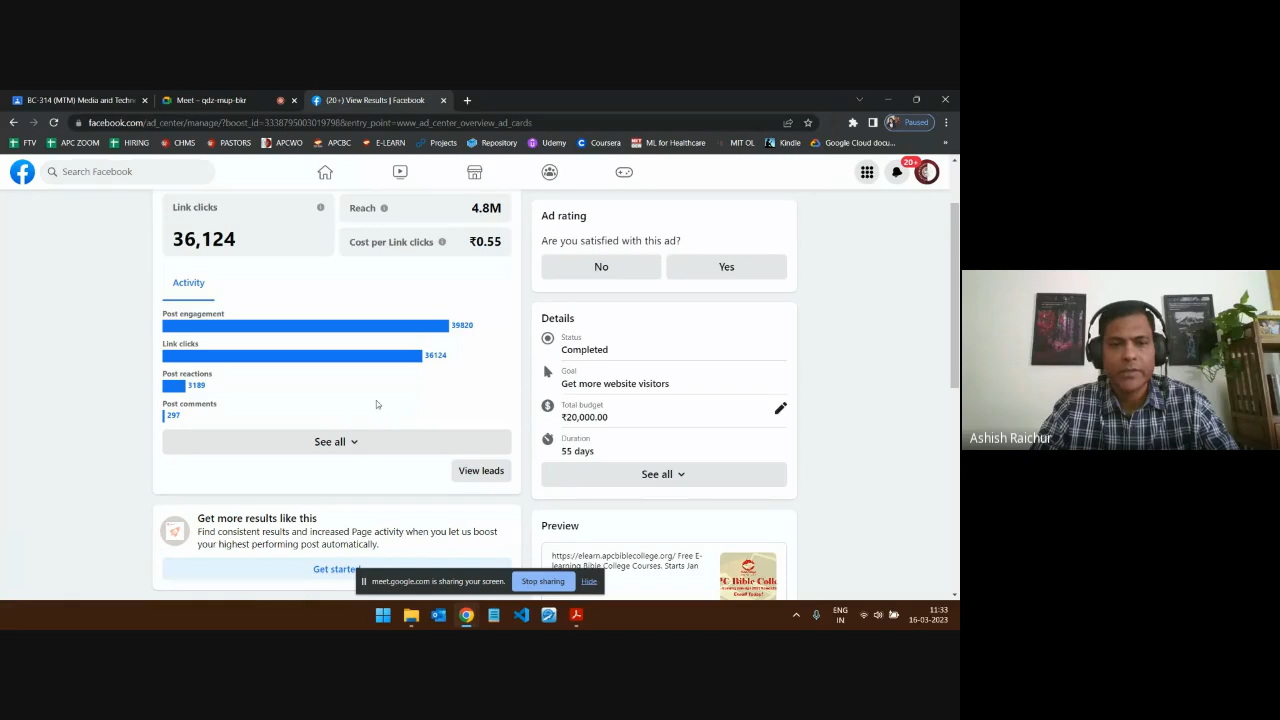 BC-314 (MTM) Media and Techn
Meet – qdz-mup-bkr
(20+) View Results | Facebook
facebook.com/ad_center/manage/?boost_id=3338795003019798&entry_point=www_ad_center_overview_ad_cards
Paused
FTV
APC ZOOM
HIRING
CHMS
PASTORS
APCWO
APCBC
E-LEARN
Projects
Repository
Udemy
Coursera
ML for Healthcare
MIT OL
Kindle
Google Cloud docu...
Search Facebook
20+
Link clicks
36,124
Reach
4.8M
Cost per Link clicks
₹0.55
Activity
Post engagement
39820
Link clicks
36124
Post reactions
3189
Post comments
297
See all
View leads
Get more results like this
Find consistent results and increased Page activity when you let us boost
your highest performing post automatically.
Get starte
Ad rating
Are you satisfied with this ad?
No
Yes
Details
Status
Completed
Goal
Get more website visitors
Total budget
₹20,000.00
Duration
55 days
See all
Preview
https://elearn.apcbiblecollege.org/ Free E-
learning Bible College Courses. Starts Jan
PC Bible Colle
meet.google.com is sharing your screen.
Stop sharing
Hide
ENG
IN
11:33
16-03-2023
Ashish Raichur